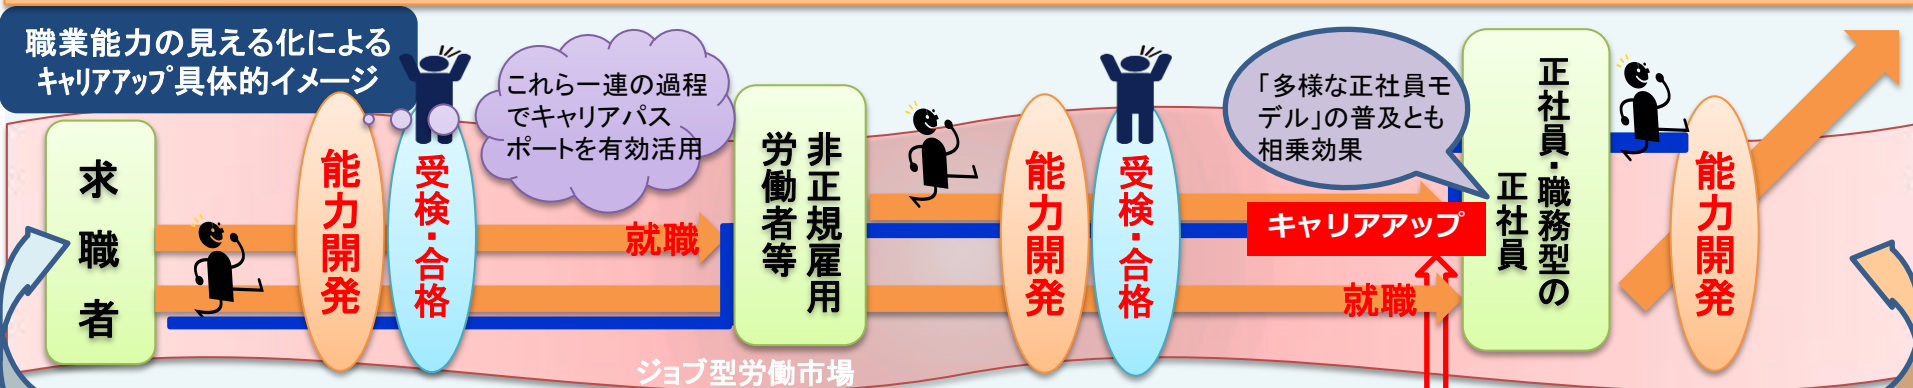 職業能力の見える化による
ｷｬﾘｱｱｯﾌﾟ具体的イメージ
求職者
能力開発
受検・合格
これら一連の過程
でキャリアパス
ポートを有効活用
就職
非正規雇用
労働者等
能力開発
受検・合格
「多様な正社員モ
デル」の普及とも
相乗効果
キャリアアップ
就職
正社員・職務型の
正社員
能力開発
ジョブ型労働市場